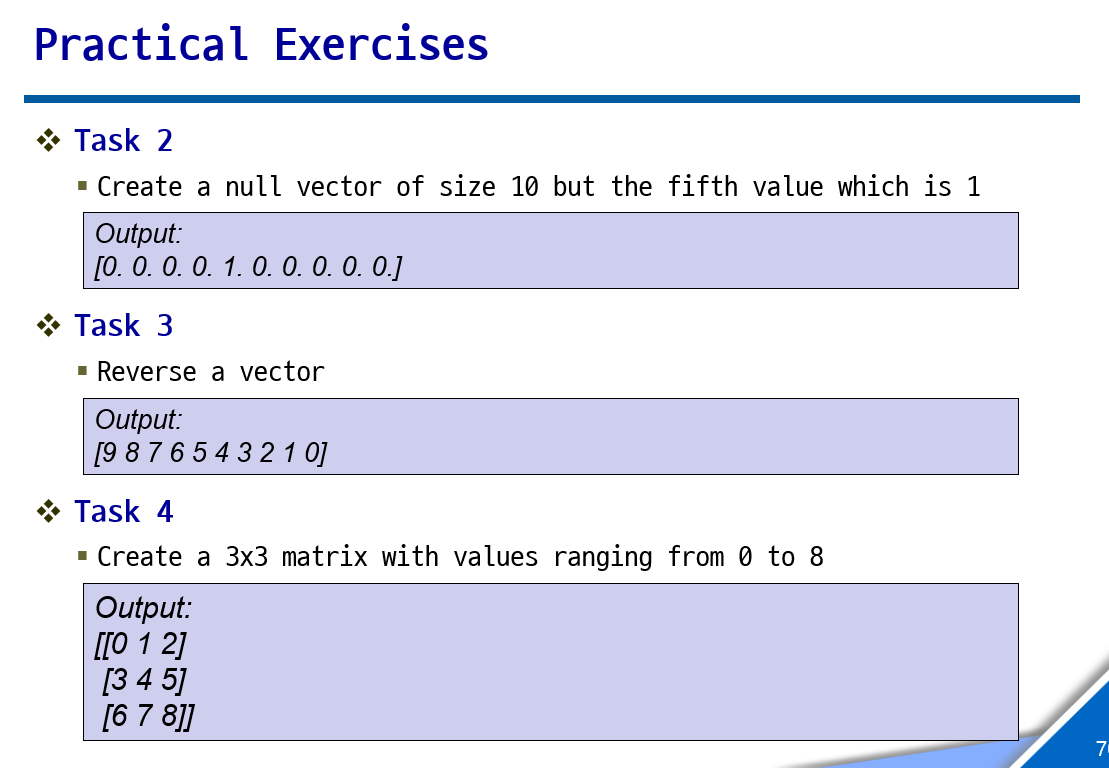 Practical Exercises
Task 2
Create a null vector of size 10 but the fifth value which is 1
Output:
[0. 0. 0. 0. 1. 0. 0. 0. 0. 0.]
Task 3
Reverse a vector
Output:
[9 8 7 6 5 4 3 2 1 0]
Task 4
Create a 3x3 matrix with values ranging from 0 to 8
Output:
[[0 1 2]
[3 4 5]
[6 7 8]]